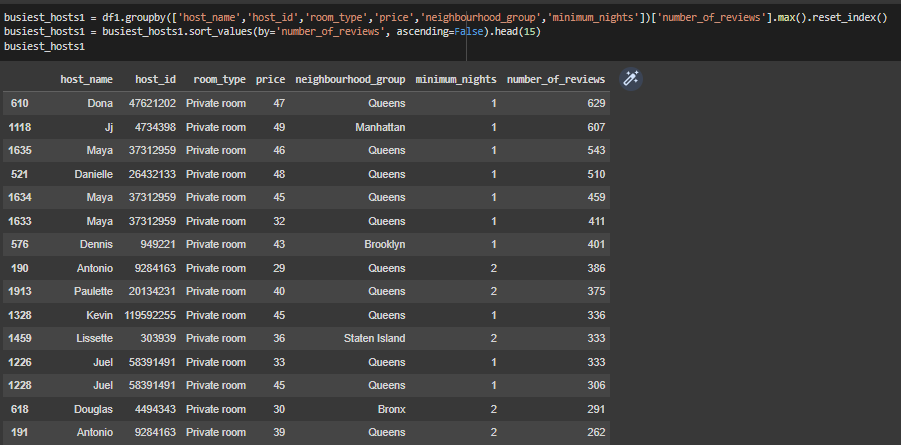 busiest_hosts1 = df1.groupby(['host_name','host_id','room_type','price','neighbourhood_group','minimum_nights'])['number_of_reviews'].max().reset_index()
busiest_hosts1 = busiest_hosts1.sort_values(by='number_of_reviews', ascending=False).head(15)
busiest_hosts1
host_name host_id room_type price neighbourhood_group minimum_nights number_of_reviews
610 Dona 47621202 Private room 47 Queens 1 629
1118 Jj 4734398 Private room 49 Manhattan 1 607
1635 Maya 37312959 Private room 46 Queens 1 543
521 Danielle 26432133 Private room 48 Queens 1 510
1634 Maya 37312959 Private room 45 Queens 1 459
1633 Maya 37312959 Private room 32 Queens 1 411
576 Dennis 949221 Private room 43 Brooklyn 1 401
190 Antonio 9284163 Private room 29 Queens 2 386
1913 Paulette 20134231 Private room 40 Queens 2 375
1328 Kevin 119592255 Private room 45 Queens 1 336
1459 Lissette 303939 Private room 36 Staten Island 2 333
1226 Juel 58391491 Private room 33 Queens 1 333
1228 Juel 58391491 Private room 45 Queens 1 306
618 Douglas 4494343 Private room 30 Bronx 2 291
191 Antonio 9284163 Private room 39 Queens 2 262